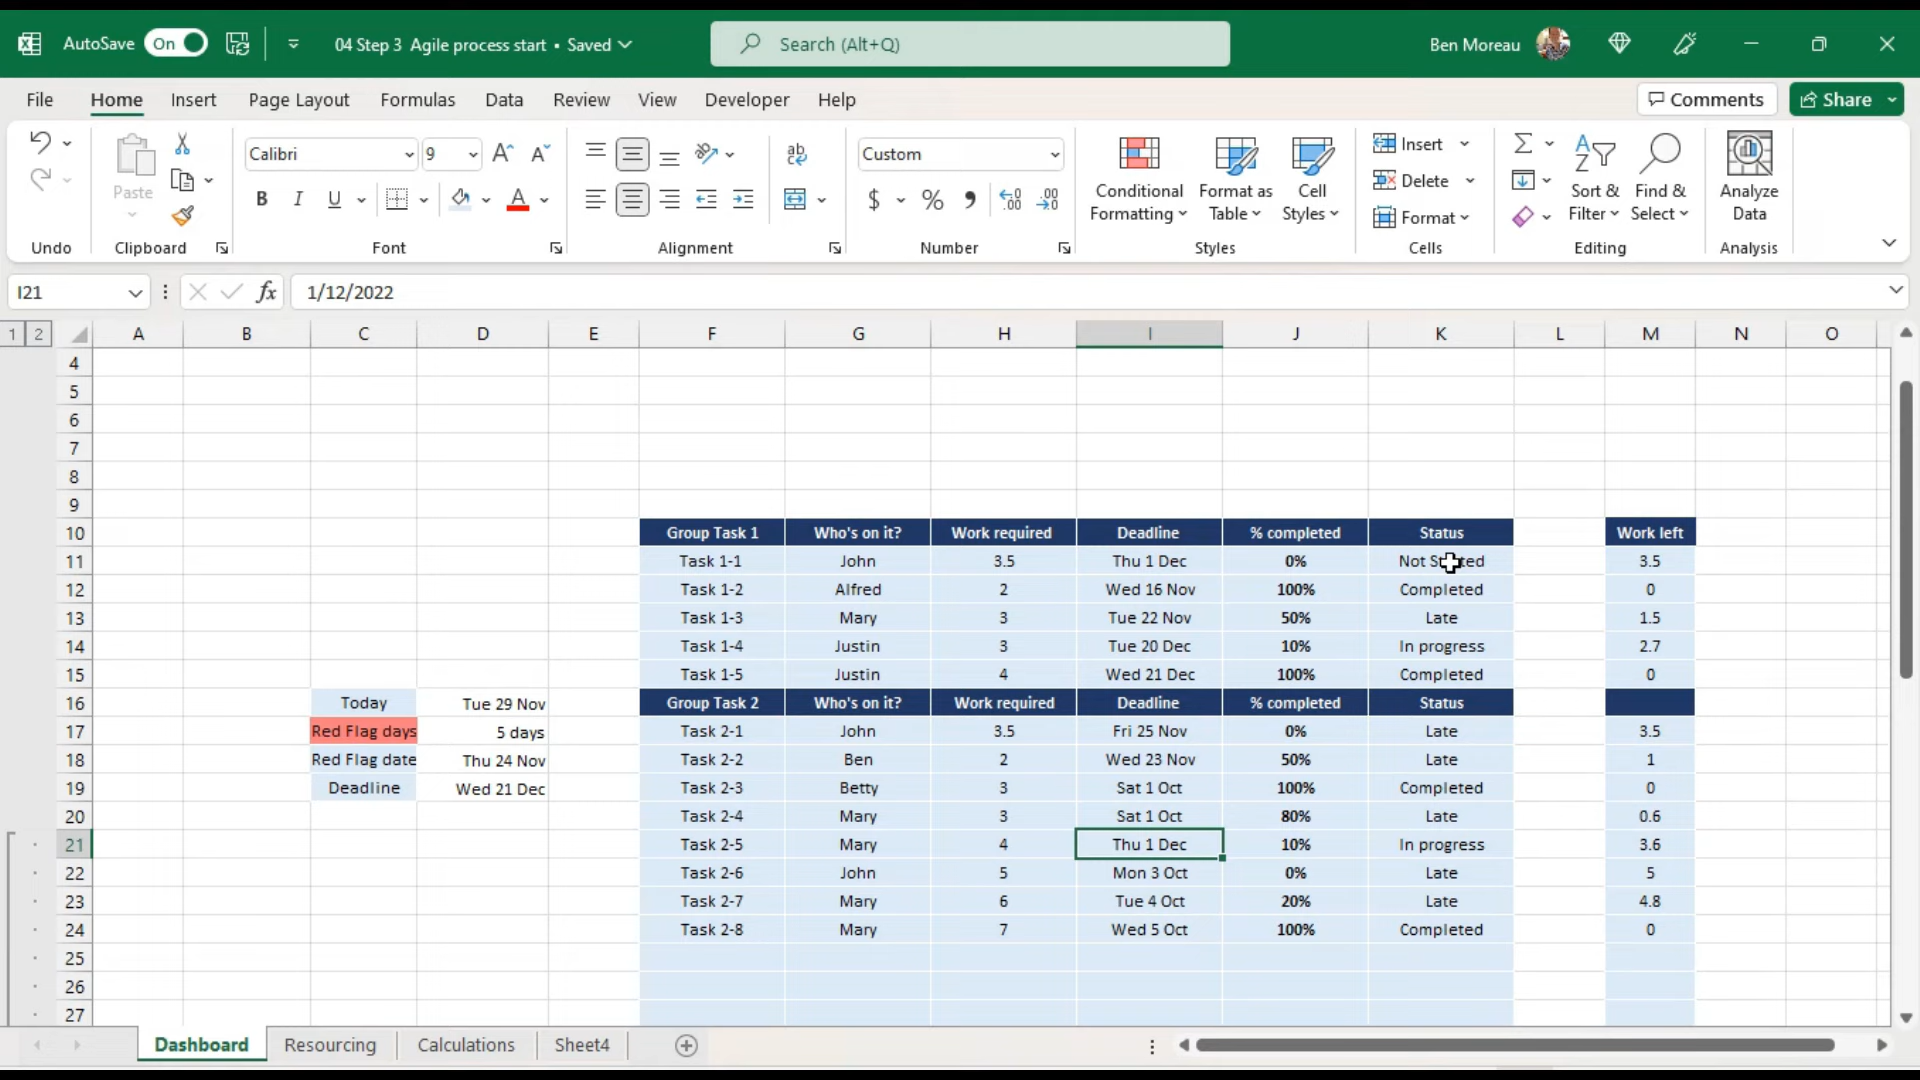 AutoSave On 04 Step 3 Agile process start • Saved Search (Alt+Q) Ben Moreau
File Home Insert Page Layout Formulas Data Review View Developer Help Comments Share
Calibri 9 Custom Insert
Paste Conditional Formatting Format as Table Cell Styles Delete Sort & Filter Find & Select Analyze Data
B I U A $ % Format
Undo Clipboard Font Alignment Number Styles Cells Editing Analysis
I21 fx 1/12/2022
1 2 A B C D E F G H I J K L M N O
4
5
6
7
8
9
10 Group Task 1 Who's on it? Work required Deadline % completed Status Work left
11 Task 1-1 John 3.5 Thu 1 Dec 0% Not Started 3.5
12 Task 1-2 Alfred 2 Wed 16 Nov 100% Completed 0
13 Task 1-3 Mary 3 Tue 22 Nov 50% Late 1.5
14 Task 1-4 Justin 3 Tue 20 Dec 10% In progress 2.7
15 Task 1-5 Justin 4 Wed 21 Dec 100% Completed 0
16 Today Tue 29 Nov Group Task 2 Who's on it? Work required Deadline % completed Status
17 Red Flag days 5 days Task 2-1 John 3.5 Fri 25 Nov 0% Late 3.5
18 Red Flag date Thu 24 Nov Task 2-2 Ben 2 Wed 23 Nov 50% Late 1
19 Deadline Wed 21 Dec Task 2-3 Betty 3 Sat 1 Oct 100% Completed 0
20 Task 2-4 Mary 3 Sat 1 Oct 80% Late 0.6
21 Task 2-5 Mary 4 Thu 1 Dec 10% In progress 3.6
22 Task 2-6 John 5 Mon 3 Oct 0% Late 5
23 Task 2-7 Mary 6 Tue 4 Oct 20% Late 4.8
24 Task 2-8 Mary 7 Wed 5 Oct 100% Completed 0
25
26
27
Dashboard Resourcing Calculations Sheet4